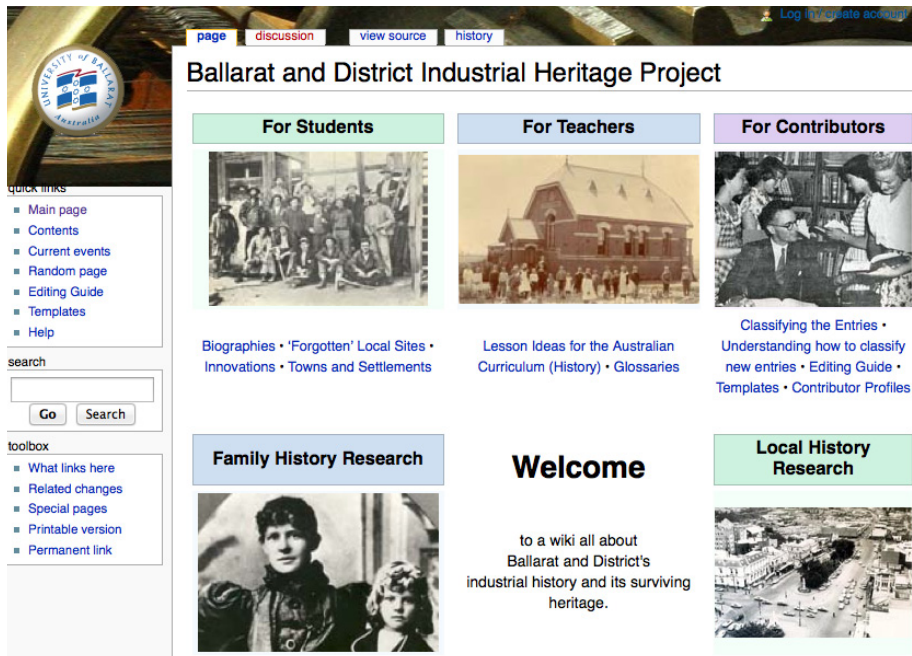 Log in / create account
page
discussion
view source
history
UNIVERSITY of BALLARAT
Australia
Ballarat and District Industrial Heritage Project
quick links
Main page
Contents
Current events
Random page
Editing Guide
Templates
Help
search
Go
Search
toolbox
What links here
Related changes
Special pages
Printable version
Permanent link
For Students
Biographies • ‘Forgotten’ Local Sites •
Innovations • Towns and Settlements
For Teachers
Lesson Ideas for the Australian
Curriculum (History) • Glossaries
For Contributors
Classifying the Entries •
Understanding how to classify
new entries • Editing Guide •
Templates • Contributor Profiles
Family History Research
Welcome
to a wiki all about
Ballarat and District's
industrial history and its surviving
heritage.
Local History
Research